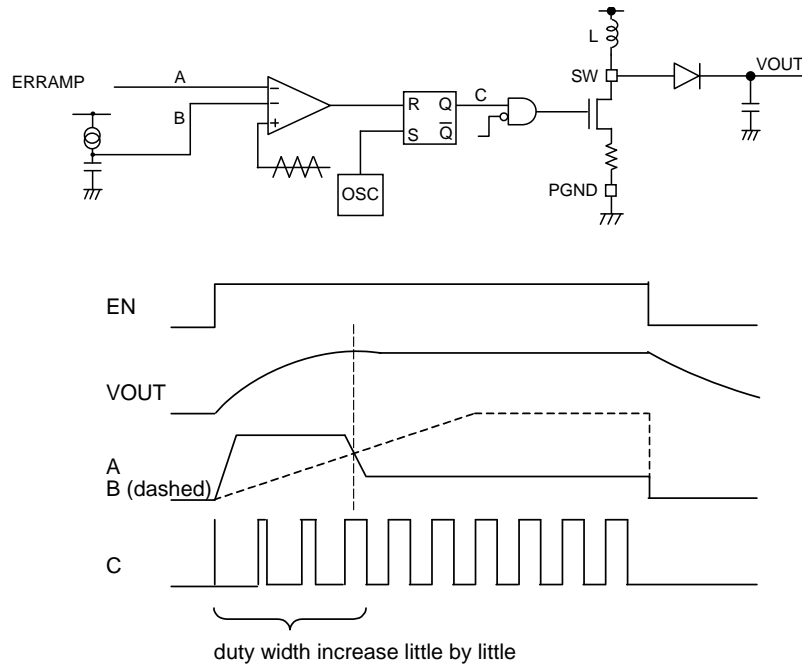 L
SW
VOUT
ERRAMP
A
B
R Q
S Q
C
OSC
PGND
EN
VOUT
A
B (dashed)
C
duty width increase little by little